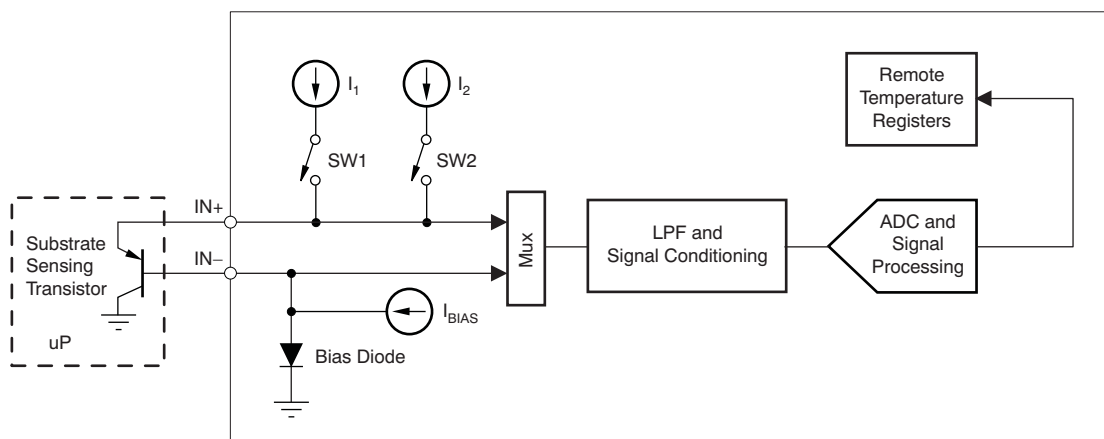 I1
I2
Remote
Temperature
Registers
SW1
SW2
IN+
IN−
Substrate
Sensing
Transistor
uP
Mux
LPF and
Signal Conditioning
ADC and
Signal
Processing
IBIAS
Bias Diode